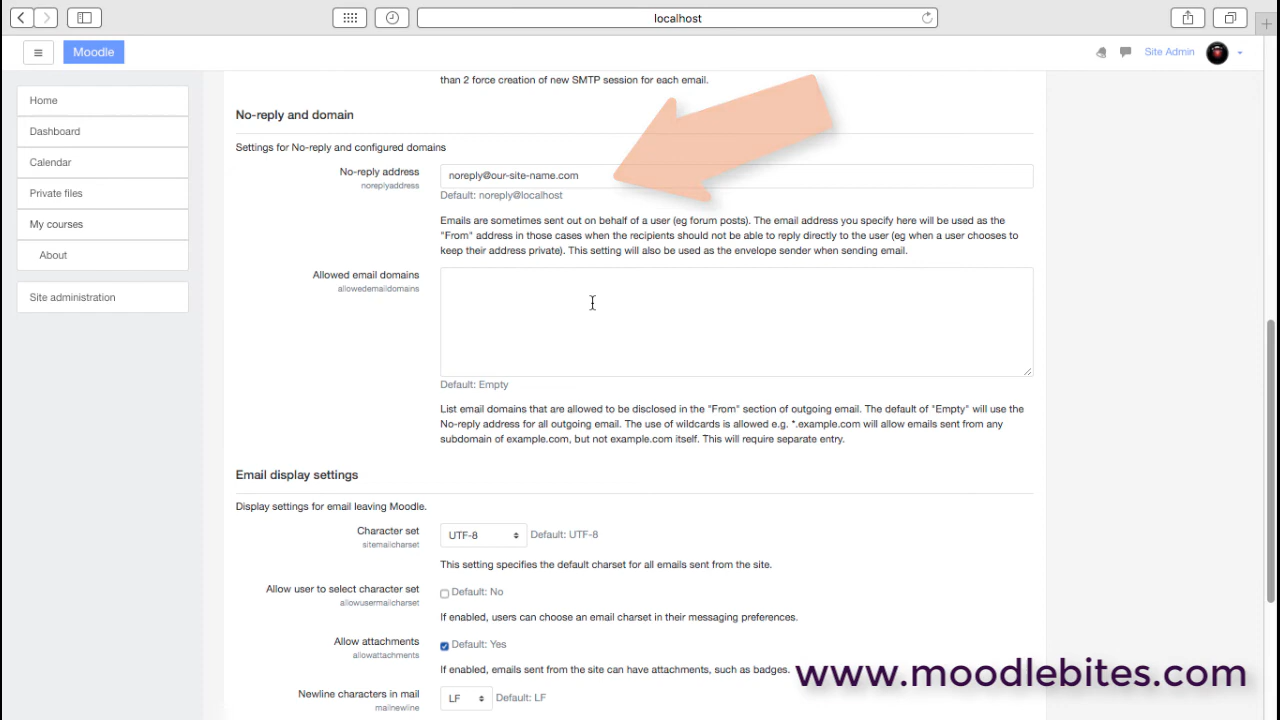 localhost
Moodle
Site Admin
Home
Dashboard
Calendar
Private files
My courses
About
Site administration
than 2 force creation of new SMTP session for each email.
No-reply and domain
Settings for No-reply and configured domains
No-reply address
noreplyaddress
noreply@our-site-name.com
Default: noreply@localhost
Emails are sometimes sent out on behalf of a user (eg forum posts). The email address you specify here will be used as the
"From" address in those cases when the recipients should not be able to reply directly to the user (eg when a user chooses to
keep their address private). This setting will also be used as the envelope sender when sending email.
Allowed email domains
allowedemaildomains
Default: Empty
List email domains that are allowed to be disclosed in the "From" section of outgoing email. The default of "Empty" will use the
No-reply address for all outgoing email. The use of wildcards is allowed e.g. *.example.com will allow emails sent from any
subdomain of example.com, but not example.com itself. This will require separate entry.
Email display settings
Display settings for email leaving Moodle.
Character set
sitemailcharset
UTF-8
Default: UTF-8
This setting specifies the default charset for all emails sent from the site.
Allow user to select character set
allowusermailcharset
Default: No
If enabled, users can choose an email charset in their messaging preferences.
Allow attachments
allowattachments
Default: Yes
If enabled, emails sent from the site can have attachments, such as badges.
Newline characters in mail
mailnewline
LF
Default: LF
www.moodlebites.com